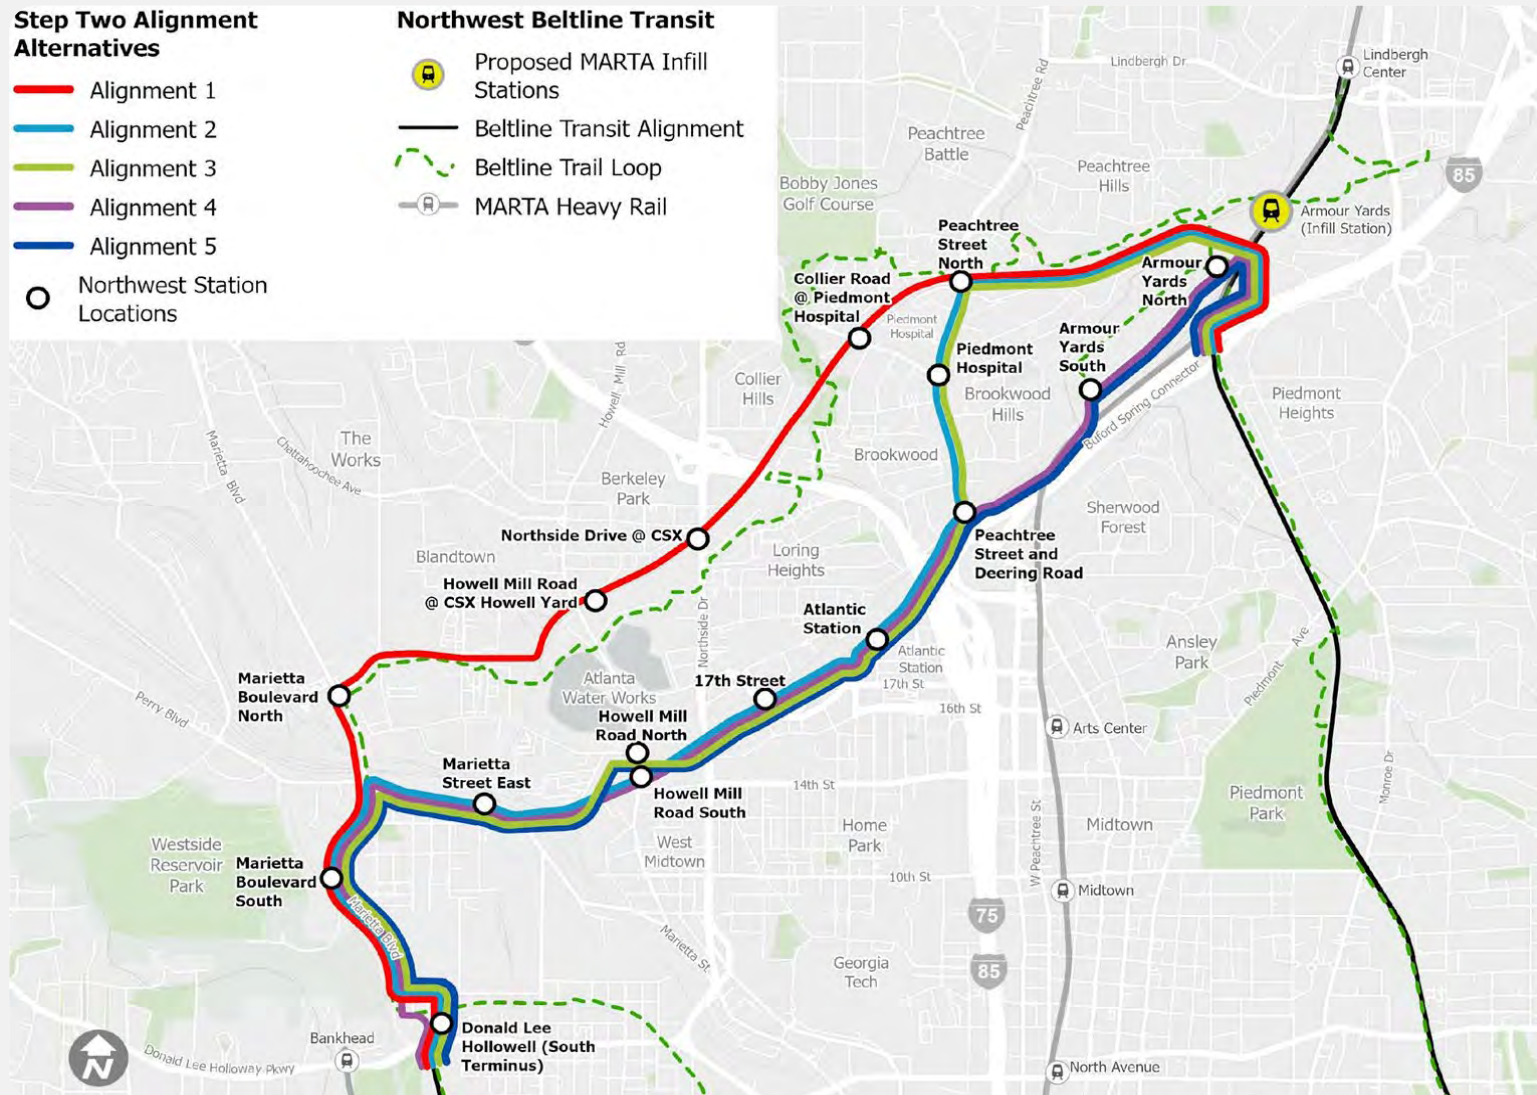 Step Two Alignment
Alternatives
Alignment 1
Alignment 2
Alignment 3
Alignment 4
Alignment 5
Northwest Station
Locations
Northwest Beltline Transit
Proposed MARTA Infill
Stations
Beltline Transit Alignment
Beltline Trail Loop
MARTA Heavy Rail
Lindbergh Dr
Lindbergh
Center
Peachtree Rd
Peachtree
Battle
Peachtree
Hills
85
Bobby Jones
Golf Course
Armour Yards
(Infill Station)
Peachtree
Street
North
Armour
Yards
North
Collier Road
@ Piedmont
Hospital
Piedmont
Hospital
Armour
Yards
South
Piedmont
Hospital
Howell Mill Rd
Collier
Hills
Brookwood
Hills
Buford Spring Connector
Piedmont
Heights
The
Works
Marietta Blvd
Chattahoochee Ave
Brookwood
Berkeley
Park
Sherwood
Forest
Northside Drive @ CSX
Peachtree
Street and
Deering Road
Blandtown
Loring
Heights
Howell Mill Road
@ CSX Howell Yard
Northside Dr
Atlantic
Station
Atlantic
Station
Ansley
Park
Piedmont Ave
Marietta
Boulevard
North
Atlanta
Water Works
17th Street
17th St
16th St
Perry Blvd
Howell Mill
Road North
Arts Center
Marietta
Street East
Howell Mill
Road South
14th St
Monroe Dr
Piedmont
Park
Westside
Reservoir
Park
West
Midtown
Home
Park
W Peachtree St
Midtown
Marietta
Boulevard
South
10th St
Midtown
Marietta Blvd
75
Marietta St
Georgia
Tech
85
Bankhead
Donald Lee
Hollowell (South
Terminus)
N
Donald Lee Holloway Pkwy
North Avenue